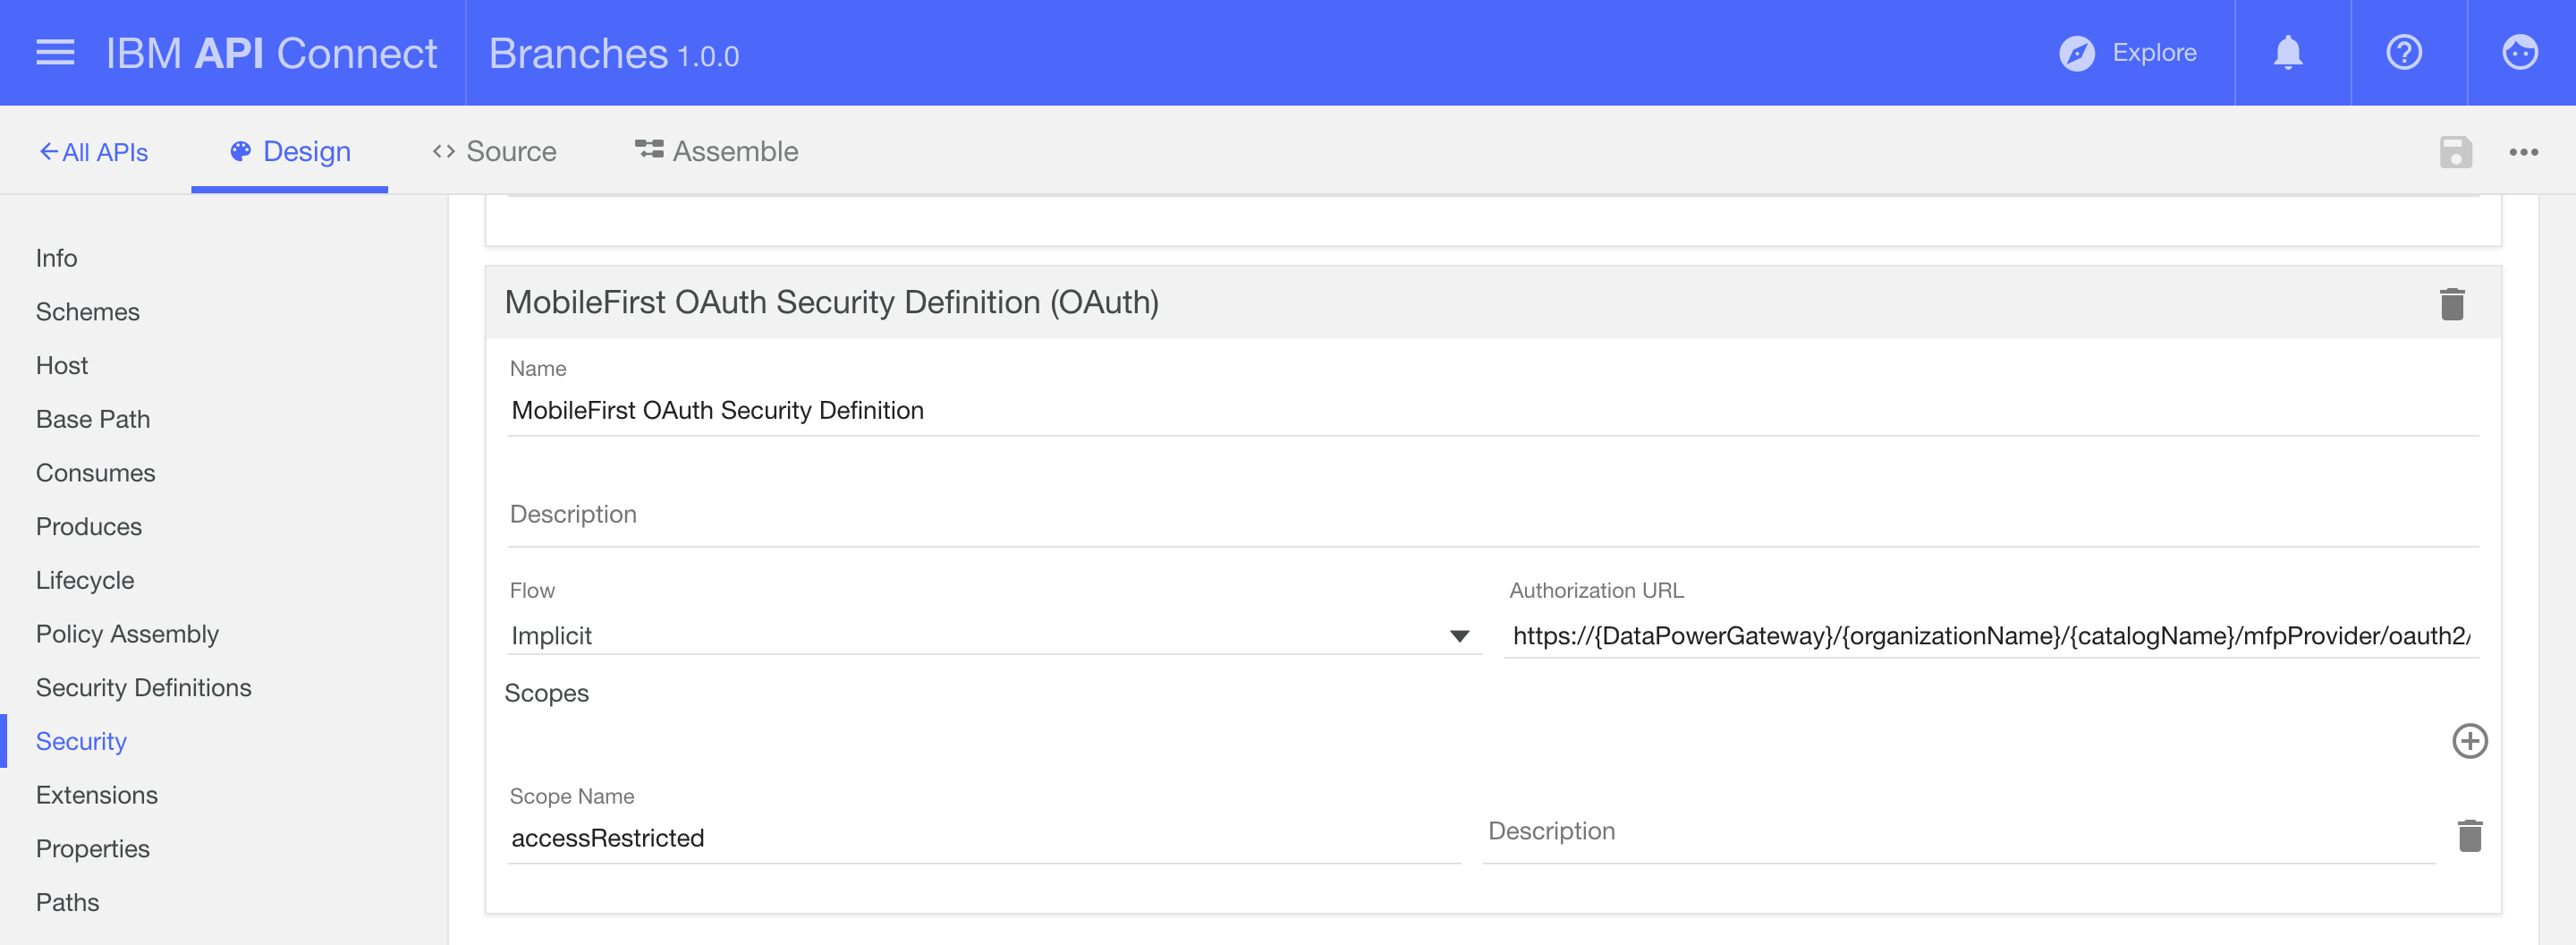 IBM API Connect
Branches 1.0.0
Explore
All APIs
Design
Source
Assemble
Info
Schemes
Host
Base Path
Consumes
Produces
Lifecycle
Policy Assembly
Security Definitions
Security
Extensions
Properties
Paths
MobileFirst OAuth Security Definition (OAuth)
Name
MobileFirst OAuth Security Definition
Description
Flow
Implicit
Authorization URL
https://{DataPowerGateway}/{organizationName}/{catalogName}/mfpProvider/oauth2/
Scopes
Scope Name
accessRestricted
Description